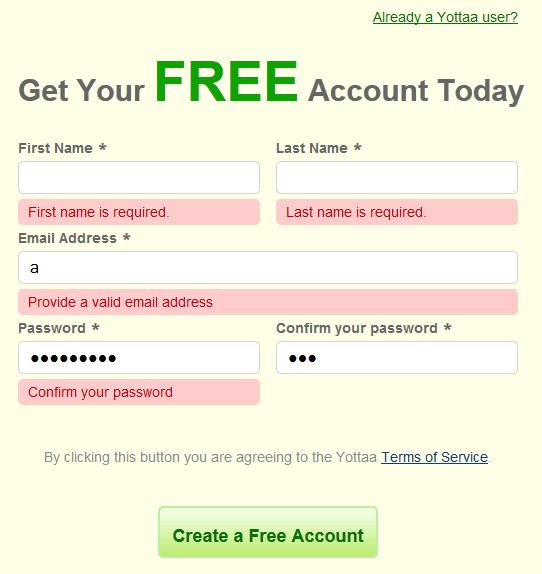 Already a Yottaa user?
Get Your FREE Account Today
First Name * Last Name *
First name is required. Last name is required.
Email Address *
a
Provide a valid email address
Password * Confirm your password *
●●●●●●●●● ●●●
Confirm your password
By clicking this button you are agreeing to the Yottaa Terms of Service.
Create a Free Account